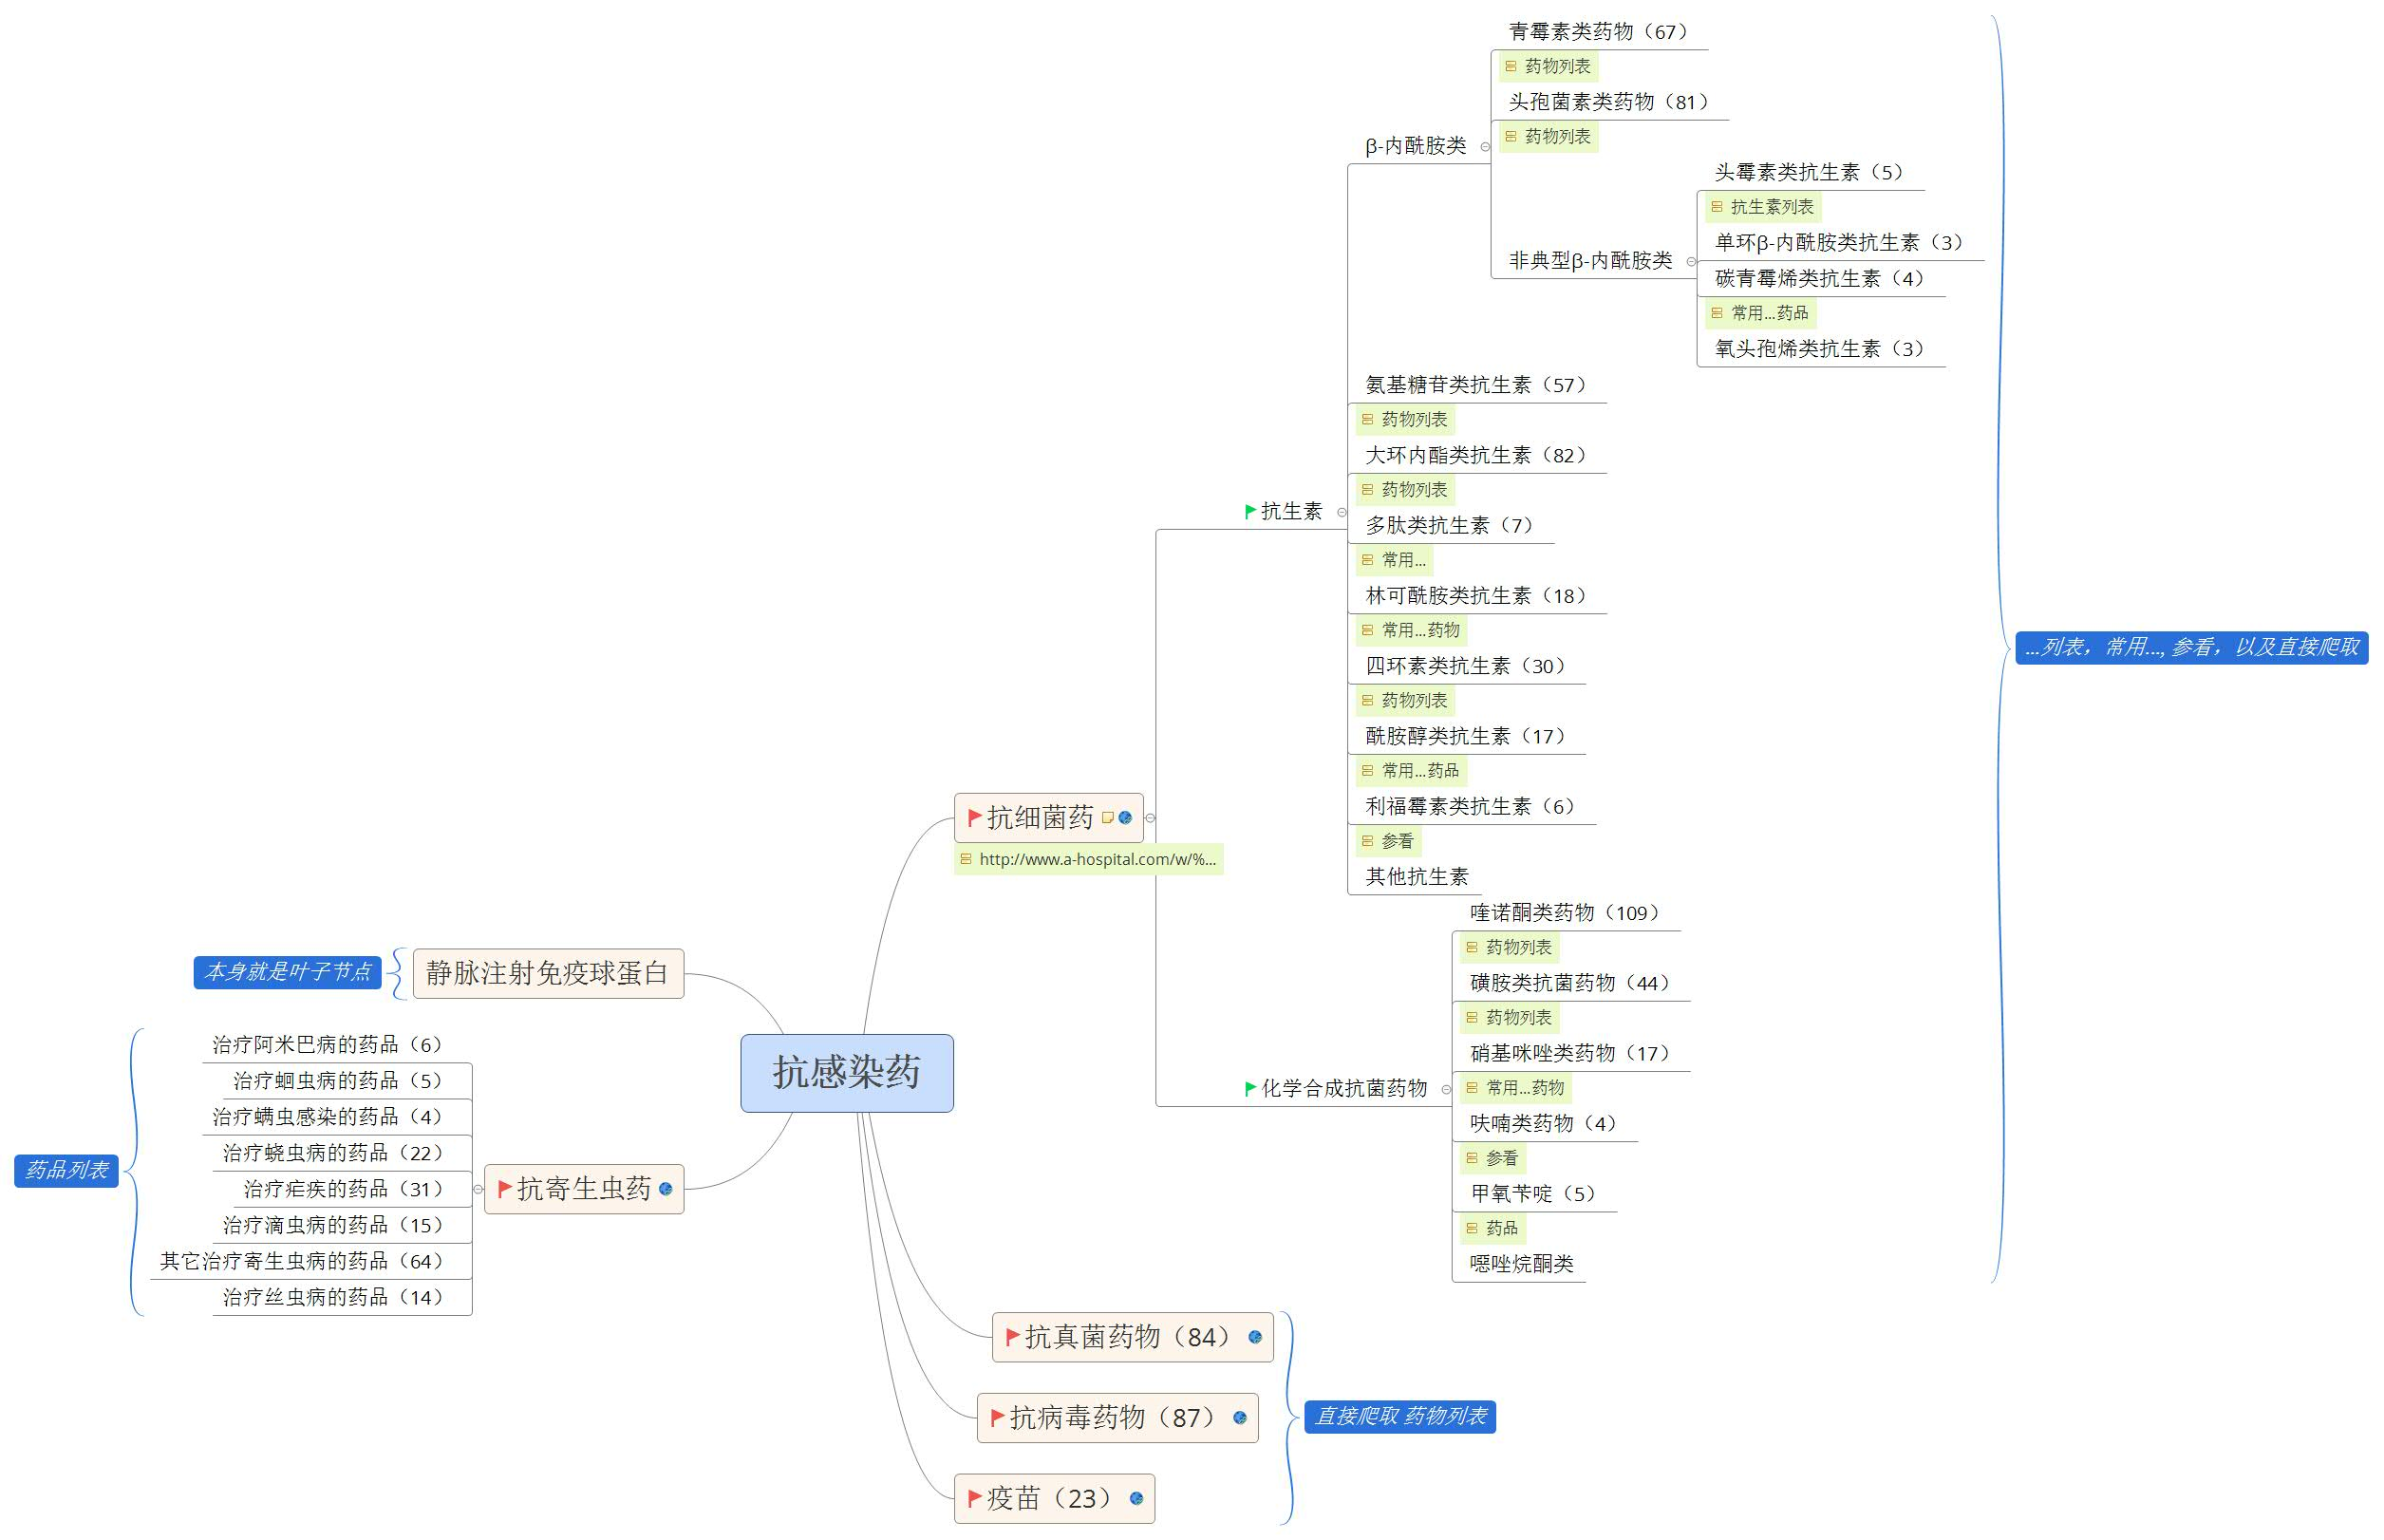 抗感染药
抗细菌药
http://www.a-hospital.com/w/%...
抗生素
β-内酰胺类
青霉素类药物（67）
药物列表
头孢菌素类药物（81）
药物列表
非典型β-内酰胺类
头霉素类抗生素（5）
抗生素列表
单环β-内酰胺类抗生素（3）
碳青霉烯类抗生素（4）
常用...药品
氧头孢烯类抗生素（3）
氨基糖苷类抗生素（57）
药物列表
大环内酯类抗生素（82）
药物列表
多肽类抗生素（7）
常用...
林可酰胺类抗生素（18）
常用...药物
四环素类抗生素（30）
药物列表
酰胺醇类抗生素（17）
常用...药品
利福霉素类抗生素（6）
参看
其他抗生素
化学合成抗菌药物
喹诺酮类药物（109）
药物列表
磺胺类抗菌药物（44）
药物列表
硝基咪唑类药物（17）
常用...药物
呋喃类药物（4）
参看
甲氧苄啶（5）
药品
噁唑烷酮类
...列表，常用..., 参看，以及直接爬取
抗真菌药物（84）
抗病毒药物（87）
疫苗（23）
直接爬取 药物列表
静脉注射免疫球蛋白
本身就是叶子节点
抗寄生虫药
治疗阿米巴病的药品（6）
治疗蛔虫病的药品（5）
治疗螨虫感染的药品（4）
治疗蛲虫病的药品（22）
治疗疟疾的药品（31）
治疗滴虫病的药品（15）
其它治疗寄生虫病的药品（64）
治疗丝虫病的药品（14）
药品列表